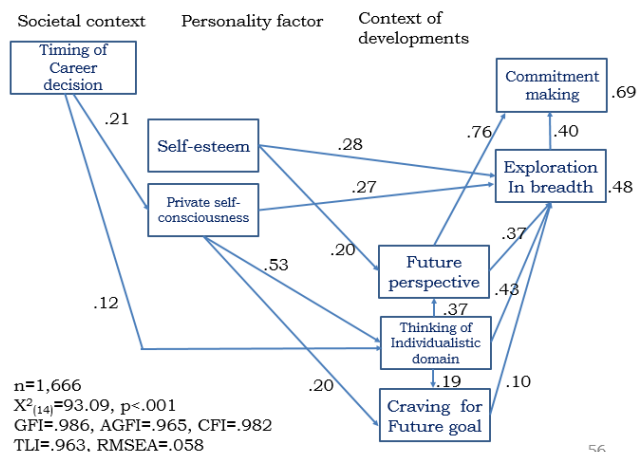 Societal context
Personality factor
Context of
developments
Timing of
Career
decision
Commitment
making
.69
.21
.76
.40
Self-esteem
.28
Exploration
In breadth
.48
Private self-
consciousness
.27
.20
.37
.53
Future
perspective
.43
.12
.37
Thinking of
Individualistic
domain
.20
.19
.10
Craving for
Future goal
n=1,666
X²(14)=93.09, p<.001
GFI=.986, AGFI=.965, CFI=.982
TLI=.963, RMSEA=.058
56